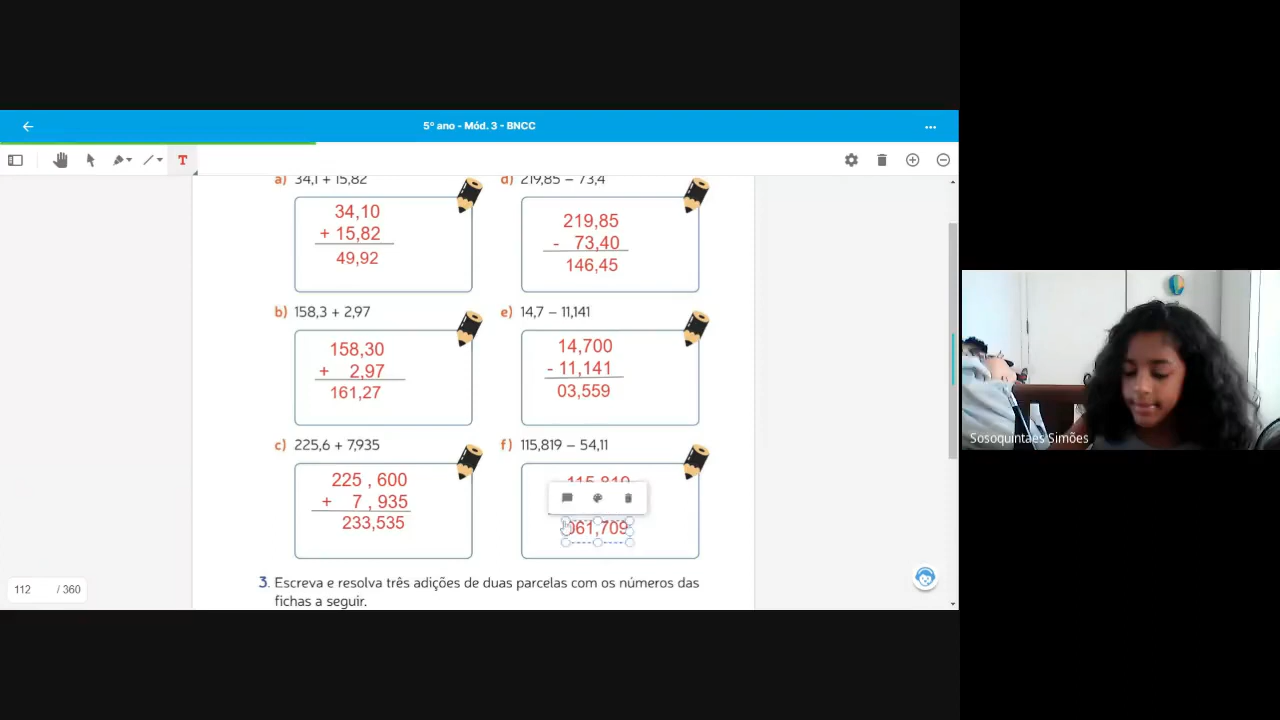 5º ano - Mód. 3 - BNCC
T
a) 34,1 + 15,82
34,10
+ 15,82
49,92
b) 158,3 + 2,97
158,30
+ 2,97
161,27
c) 225,6 + 7,935
225 , 600
+ 7 , 935
233,535
d) 219,85 – 73,4
219,85
- 73,40
146,45
e) 14,7 – 11,141
14,700
- 11,141
03,559
f) 115,819 – 54,11
115,819
061,709
3. Escreva e resolva três adições de duas parcelas com os números das
fichas a seguir.
112 / 360
Sosoquintaes Simões